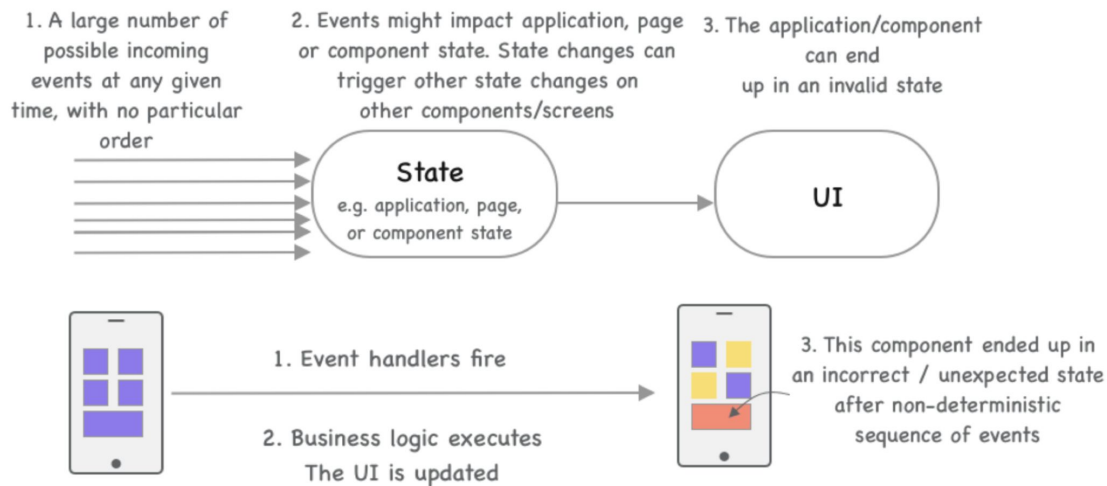 1. A large number of
possible incoming
events at any given
time, with no particular
order
2. Events might impact application, page
or component state. State changes can
trigger other state changes on
other components/screens
3. The application/component
can end
up in an invalid state
State
e.g. application, page,
or component state
UI
1. Event handlers fire
2. Business logic executes
The UI is updated
3. This component ended up in
an incorrect / unexpected state
after non-deterministic
sequence of events